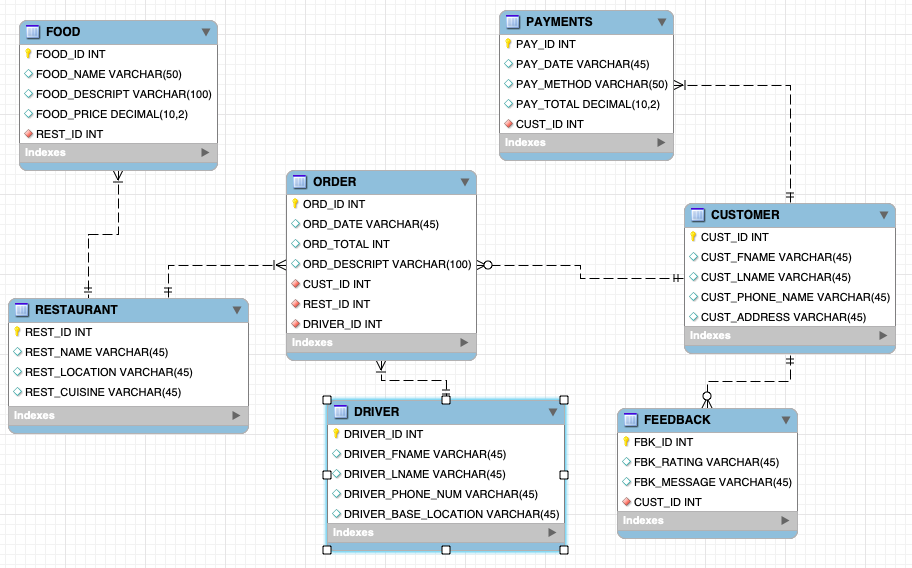 FOOD
FOOD_ID INT
FOOD_NAME VARCHAR(50)
FOOD_DESCRIPT VARCHAR(100)
FOOD_PRICE DECIMAL(10,2)
REST_ID INT
Indexes
PAYMENTS
PAY_ID INT
PAY_DATE VARCHAR(45)
PAY_METHOD VARCHAR(50)
PAY_TOTAL DECIMAL(10,2)
CUST_ID INT
Indexes
ORDER
ORD_ID INT
ORD_DATE VARCHAR(45)
ORD_TOTAL INT
ORD_DESCRIPT VARCHAR(100)
CUST_ID INT
REST_ID INT
DRIVER_ID INT
Indexes
CUSTOMER
CUST_ID INT
CUST_FNAME VARCHAR(45)
CUST_LNAME VARCHAR(45)
CUST_PHONE_NAME VARCHAR(45)
CUST_ADDRESS VARCHAR(45)
Indexes
RESTAURANT
REST_ID INT
REST_NAME VARCHAR(45)
REST_LOCATION VARCHAR(45)
REST_CUISINE VARCHAR(45)
Indexes
DRIVER
DRIVER_ID INT
DRIVER_FNAME VARCHAR(45)
DRIVER_LNAME VARCHAR(45)
DRIVER_PHONE_NUM VARCHAR(45)
DRIVER_BASE_LOCATION VARCHAR(45)
Indexes
FEEDBACK
FBK_ID INT
FBK_RATING VARCHAR(45)
FBK_MESSAGE VARCHAR(45)
CUST_ID INT
Indexes